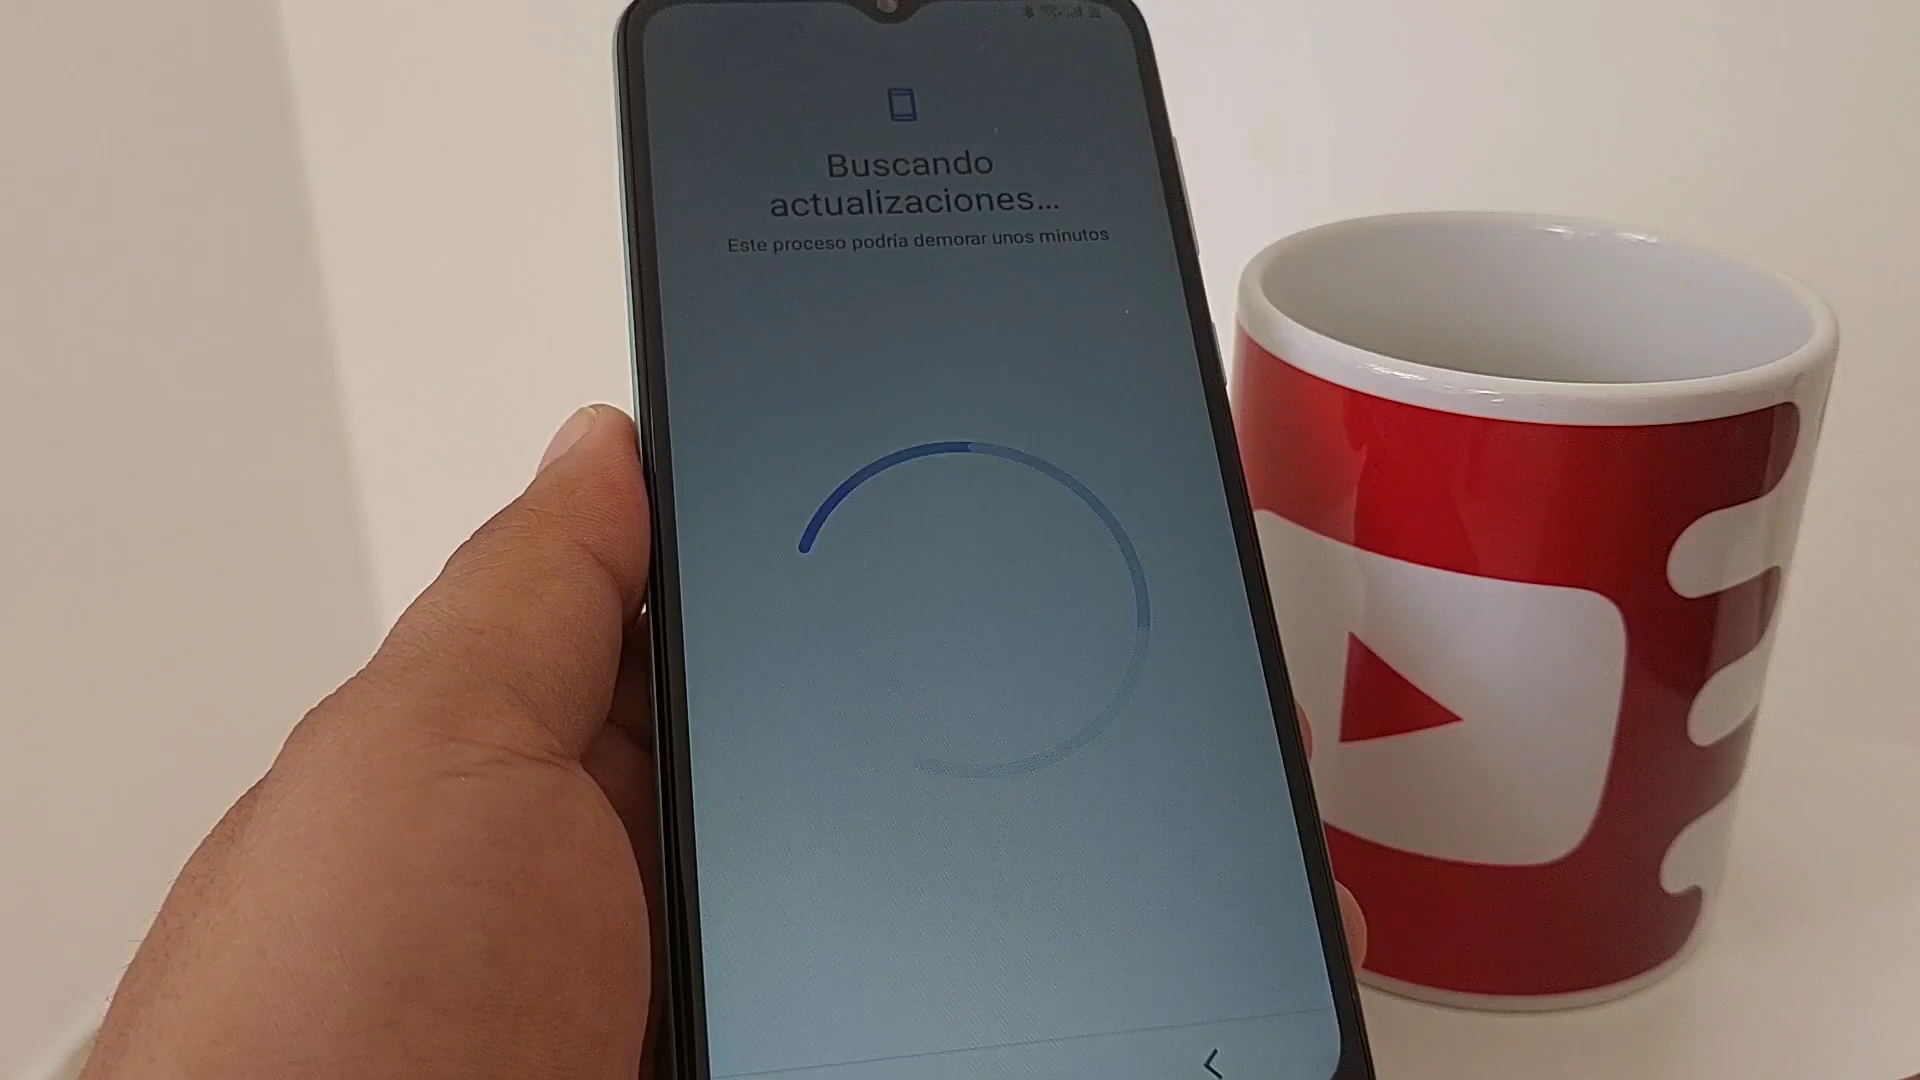 Buscando
actualizaciones...
Este proceso podría demorar unos minutos